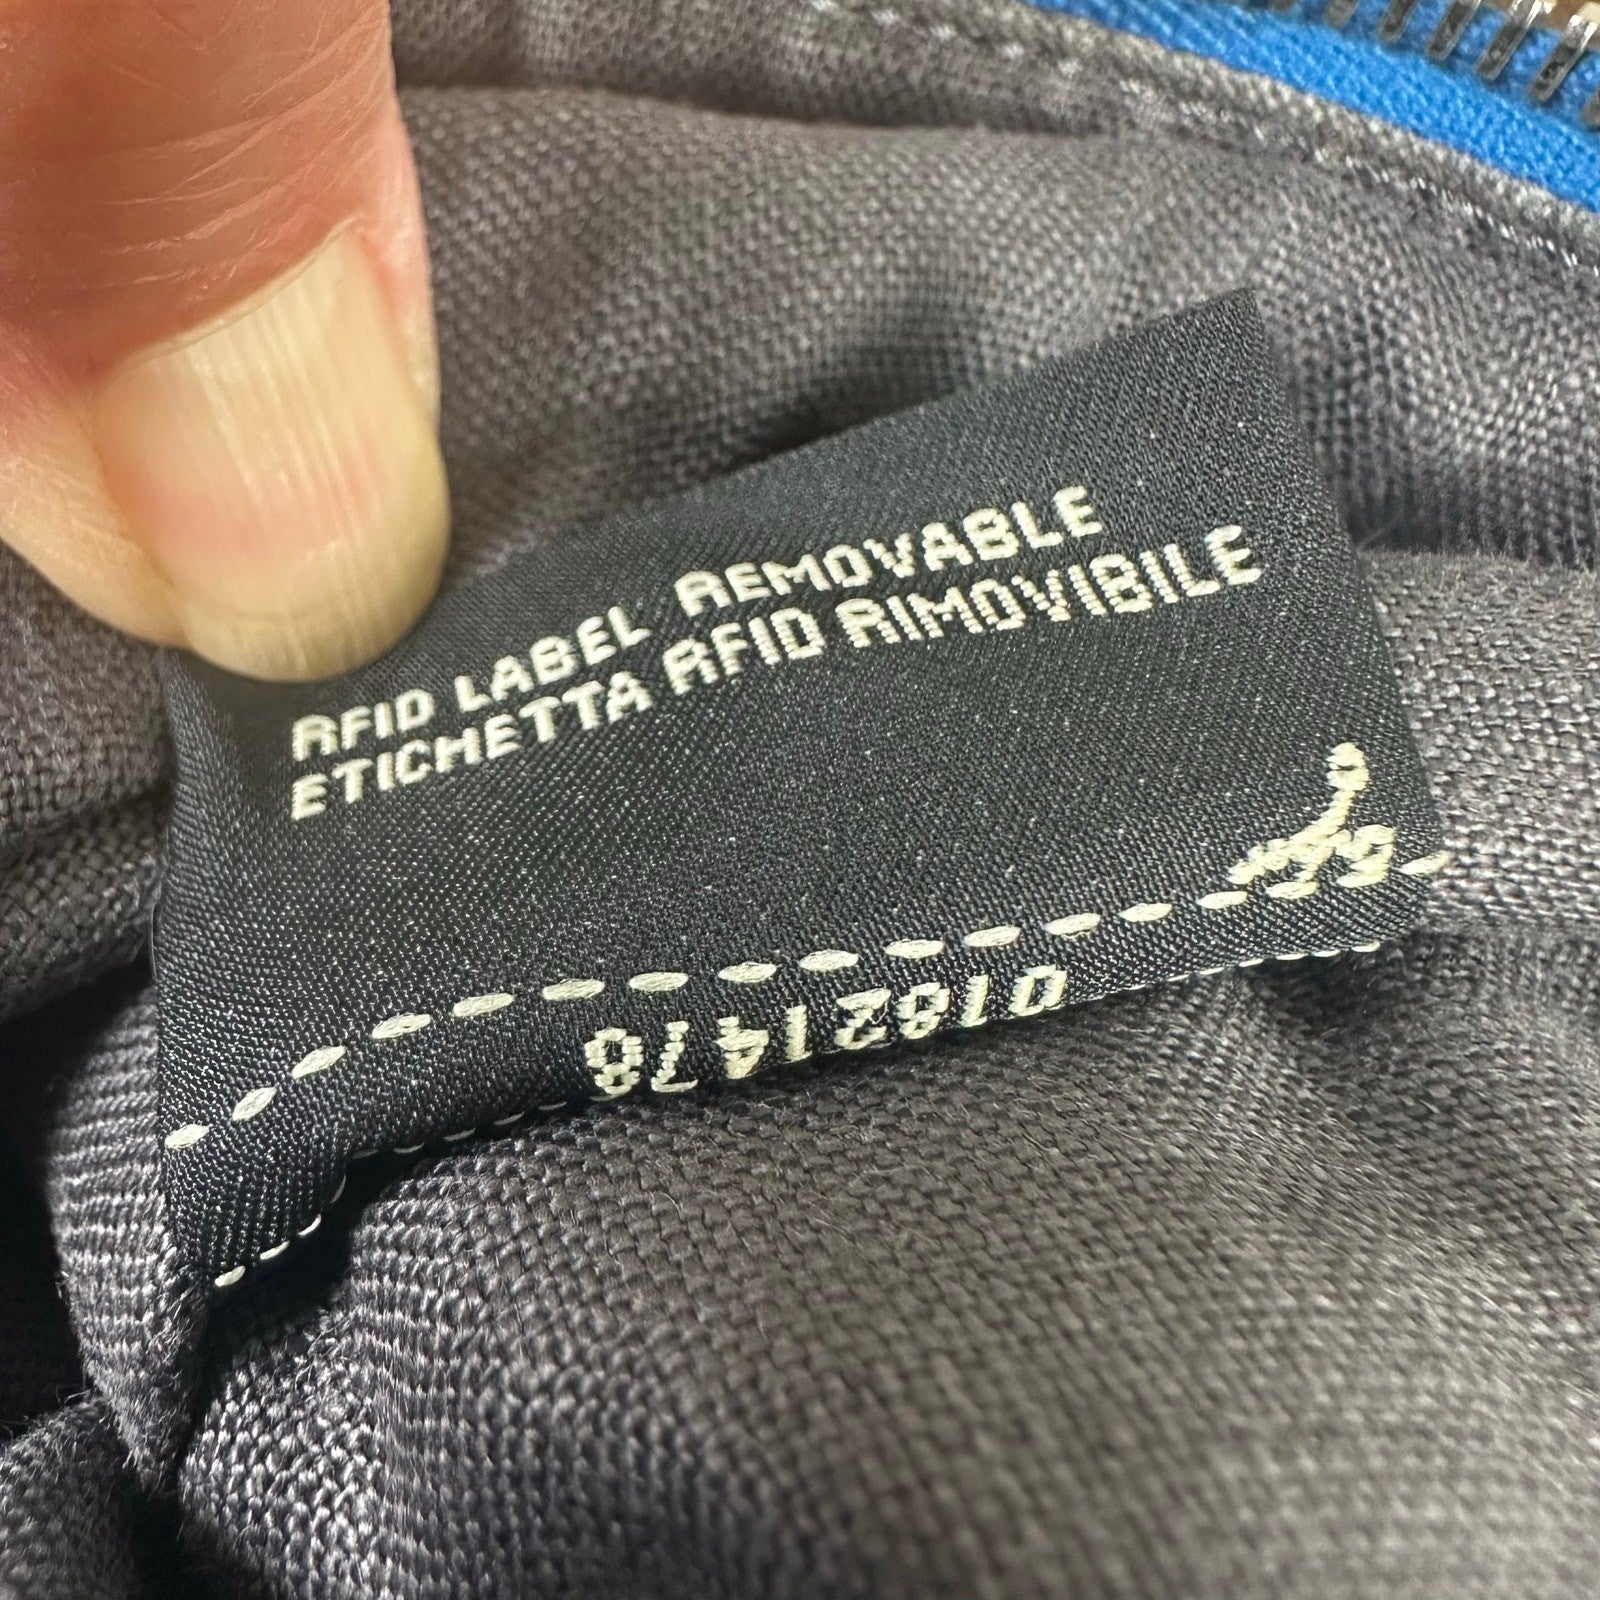 RFID LABEL REMOVABLE
ETICHETTA RFID RIMOVIBILE
01821478